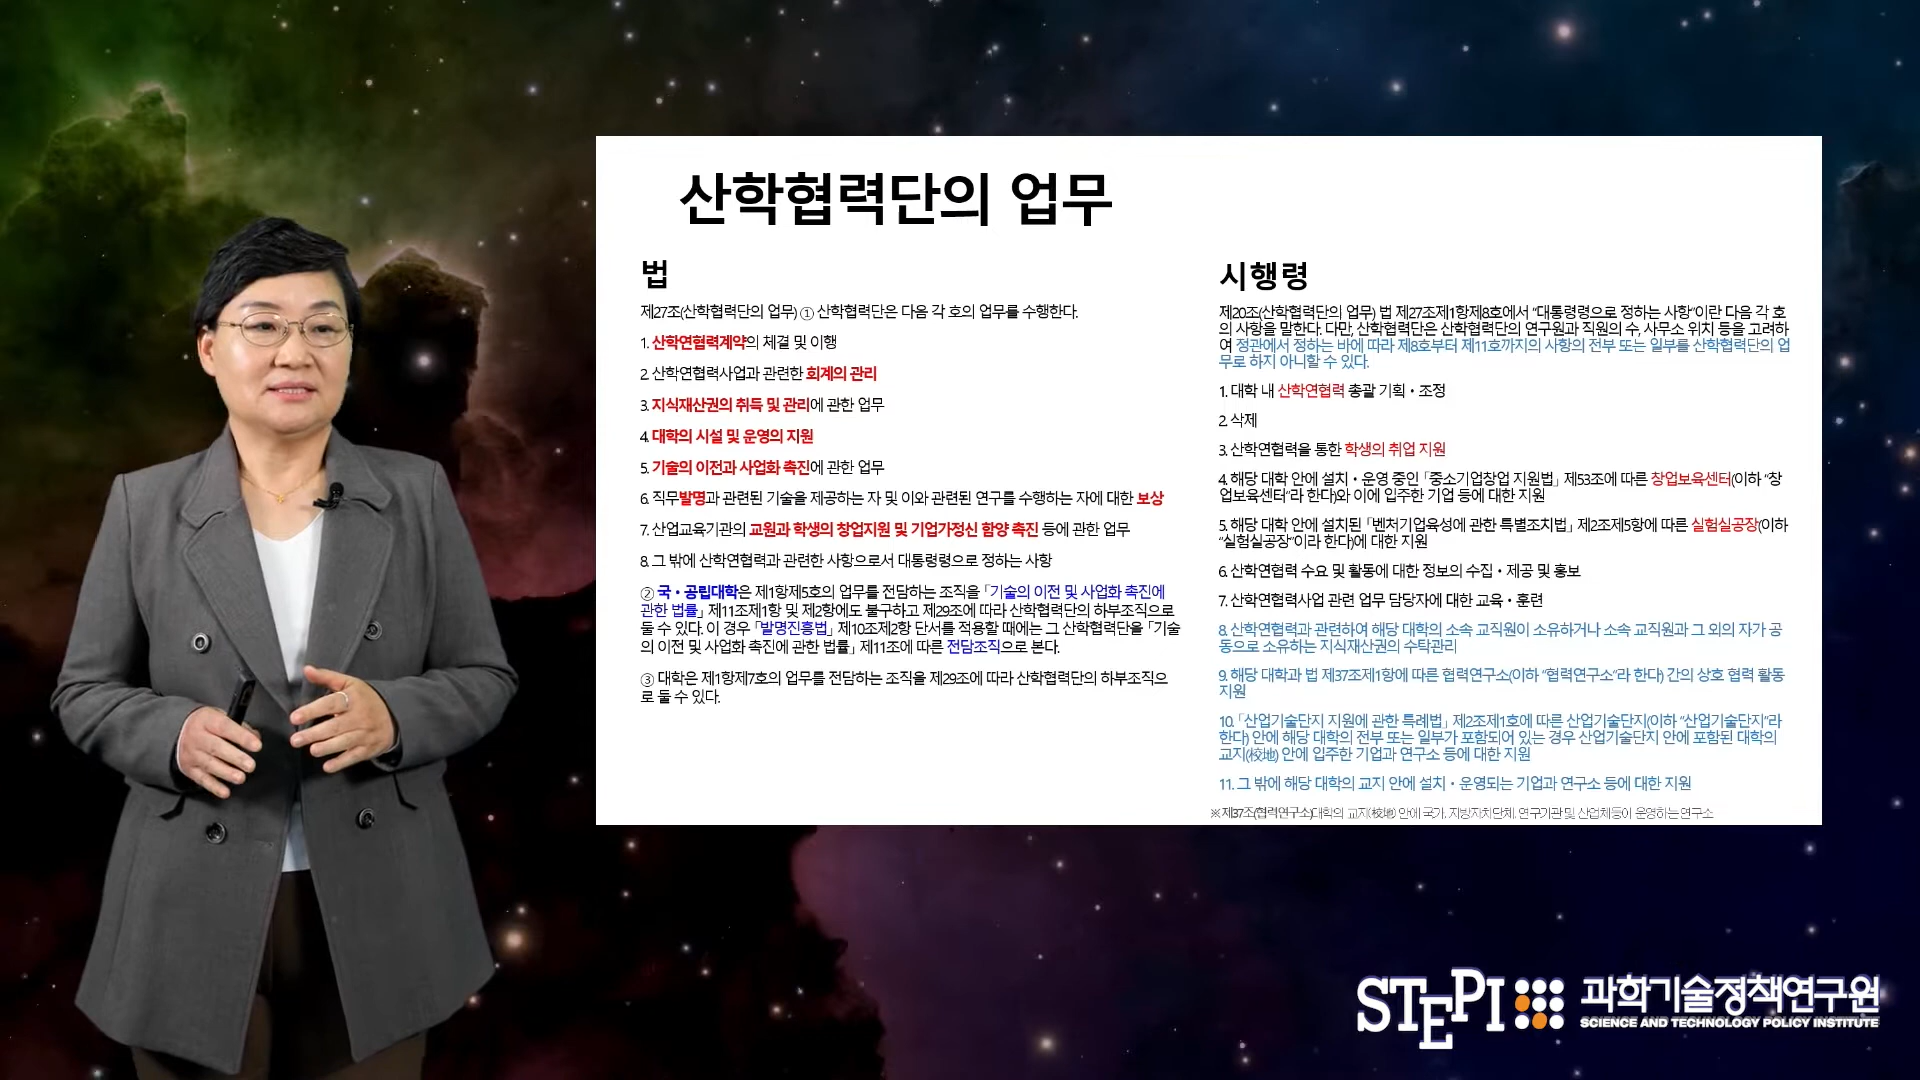 산학협력단의 업무
법
제27조(산학협력단의 업무) ① 산학협력단은 다음 각 호의 업무를 수행한다.
1. 산학연협력계약의 체결 및 이행
2. 산학연협력사업과 관련한 회계의 관리
3. 지식재산권의 취득 및 관리에 관한 업무
4. 대학의 시설 및 운영의 지원
5. 기술의 이전과 사업화 촉진에 관한 업무
6. 직무발명과 관련된 기술을 제공하는 자 및 이와 관련된 연구를 수행하는 자에 대한 보상
7. 산업교육기관의 교원과 학생의 창업지원 및 기업가정신 함양 촉진 등에 관한 업무
8. 그 밖에 산학연협력과 관련한 사항으로서 대통령령으로 정하는 사항
② 국・공립대학은 제1항제5호의 업무를 전담하는 조직을 「기술의 이전 및 사업화 촉진에
관한 법률」 제11조제1항 및 제2항에도 불구하고 제29조에 따라 산학협력단의 하부조직으로
둘 수 있다. 이 경우 「발명진흥법」 제10조제2항 단서를 적용할 때에는 그 산학협력단을 「기술
의 이전 및 사업화 촉진에 관한 법률」 제11조에 따른 전담조직으로 본다.
③ 대학은 제1항제7호의 업무를 전담하는 조직을 제29조에 따라 산학협력단의 하부조직으
로 둘 수 있다.
시행령
제20조(산학협력단의 업무) 법 제27조제1항제8호에서 "대통령령으로 정하는 사항"이란 다음 각 호
의 사항을 말한다. 다만, 산학협력단은 산학협력단의 연구원과 직원의 수, 사무소 위치 등을 고려하
여 정관에서 정하는 바에 따라 제8호부터 제11호까지의 사항의 전부 또는 일부를 산학협력단의 업
무로 하지 아니할 수 있다.
1. 대학 내 산학연협력 총괄 기획・조정
2. 삭제
3. 산학연협력을 통한 학생의 취업 지원
4. 해당 대학 안에 설치・운영 중인 「중소기업창업 지원법」 제53조에 따른 창업보육센터(이하 "창
업보육센터"라 한다)와 이에 입주한 기업 등에 대한 지원
5. 해당 대학 안에 설치된 「벤처기업육성에 관한 특별조치법」 제2조제5항에 따른 실험실공장(이하
"실험실공장"이라 한다)에 대한 지원
6. 산학연협력 수요 및 활동에 대한 정보의 수집・제공 및 홍보
7. 산학연협력사업 관련 업무 담당자에 대한 교육・훈련
8. 산학연협력과 관련하여 해당 대학의 소속 교직원이 소유하거나 소속 교직원과 그 외의 자가 공
동으로 소유하는 지식재산권의 수탁관리
9. 해당 대학과 법 제37조제1항에 따른 협력연구소(이하 "협력연구소"라 한다) 간의 상호 협력 활동
지원
10. 「산업기술단지 지원에 관한 특례법」 제2조제1호에 따른 산업기술단지(이하 "산업기술단지"라
한다) 안에 해당 대학의 전부 또는 일부가 포함되어 있는 경우 산업기술단지 안에 포함된 대학의
교지(校地) 안에 입주한 기업과 연구소 등에 대한 지원
11. 그 밖에 해당 대학의 교지 안에 설치・운영되는 기업과 연구소 등에 대한 지원
※ 제37조(협력연구소)대학의 교지(校地) 안에 국가, 지방자치단체, 연구기관 및 산업체등이 운영하는 연구소
STEPI 과학기술정책연구원
SCIENCE AND TECHNOLOGY POLICY INSTITUTE